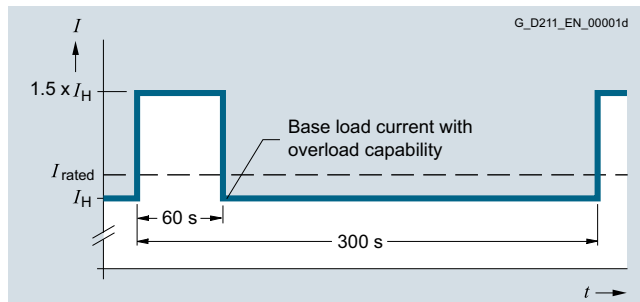 G_D211_EN_00001d
I
1.5 x I_H
Base load current with
overload capability
I_rated
I_H
60 s
300 s
t